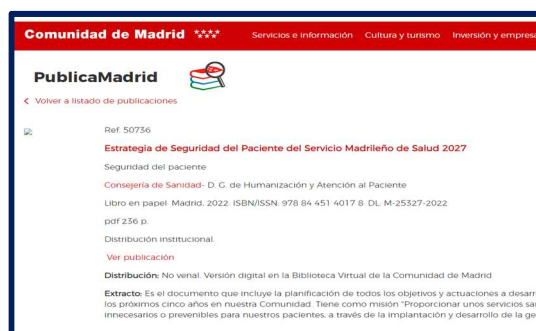 Comunidad de Madrid
Servicios e información Cultura y turismo Inversión y empresa
PublicaMadrid
Volver a listado de publicaciones
Ref. 50736
Estrategia de Seguridad del Paciente del Servicio Madrileño de Salud 2027
Seguridad del paciente
Consejería de Sanidad- D. G. de Humanización y Atención al Paciente
Libro en papel· Madrid, 2022· ISBN/ISSN: 978 84 451 4017 8· DL: M-25327-2022
pdf 236 p.
Distribución institucional.
Ver publicación
Distribución: No venal. Versión digital en la Biblioteca Virtual de la Comunidad de Madrid
Extracto: Es el documento que incluye la planificación de todos los objetivos y actuaciones a desarr
los próximos cinco años en nuestra Comunidad. Tiene como misión "Proporcionar unos servicios sa
innecesarios o prevenibles para nuestros pacientes, a través de la implantación y desarrollo de la ge